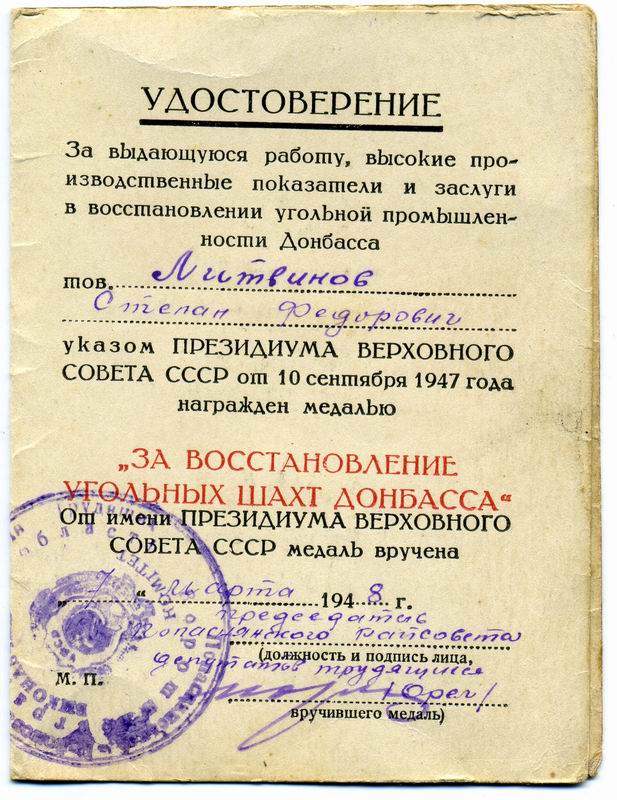 УДОСТОВЕРЕНИЕ
За выдающуюся работу, высокие про-
изводственные показатели и заслуги
в восстановлении угольной промышлен-
ности Донбасса
тов. Литвинов
Степан Федорович
указом ПРЕЗИДИУМА ВЕРХОВНОГО
СОВЕТА СССР от 10 сентября 1947 года
награжден медалью
„ЗА ВОССТАНОВЛЕНИЕ
УГОЛЬНЫХ ШАХТ ДОНБАССА“
От имени ПРЕЗИДИУМА ВЕРХОВНОГО
СОВЕТА СССР медаль вручена
„ “ марта 1948 г.
председатель
Попаснянского Райсовета
(должность и подпись лица,
депутатов трудящихся
М. П.
вручившего медаль)